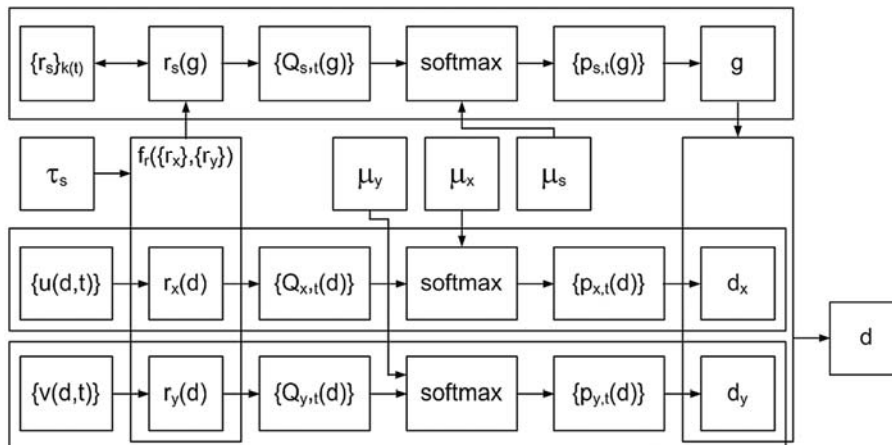 {r_s}_k(t) r_s(g) {Q_s,t(g)} softmax {p_s,t(g)} g
τ_s f_r({r_x},{r_y}) μ_y μ_x μ_s
{u(d,t)} r_x(d) {Q_x,t(d)} softmax {p_x,t(d)} d_x
d
{v(d,t)} r_y(d) {Q_y,t(d)} softmax {p_y,t(d)} d_y